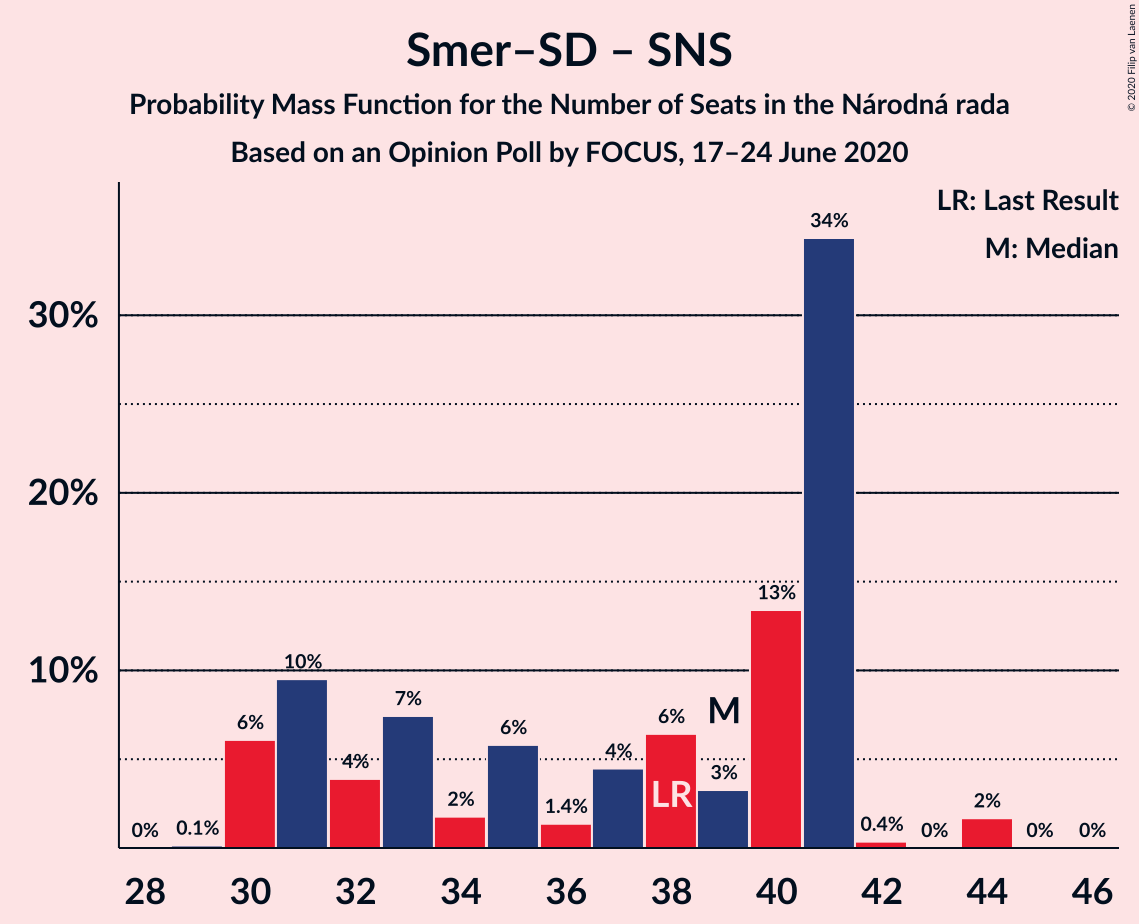 © 2020 Filip van Laenen
Smer–SD – SNS
Probability Mass Function for the Number of Seats in the Národná rada
Based on an Opinion Poll by FOCUS, 17–24 June 2020
LR: Last Result
M: Median
30%
20%
10%
0%
0.1%
6%
10%
4%
7%
2%
6%
1.4%
4%
6%
3%
13%
34%
0.4%
0%
2%
0%
0%
LR
M
28 30 32 34 36 38 40 42 44 46